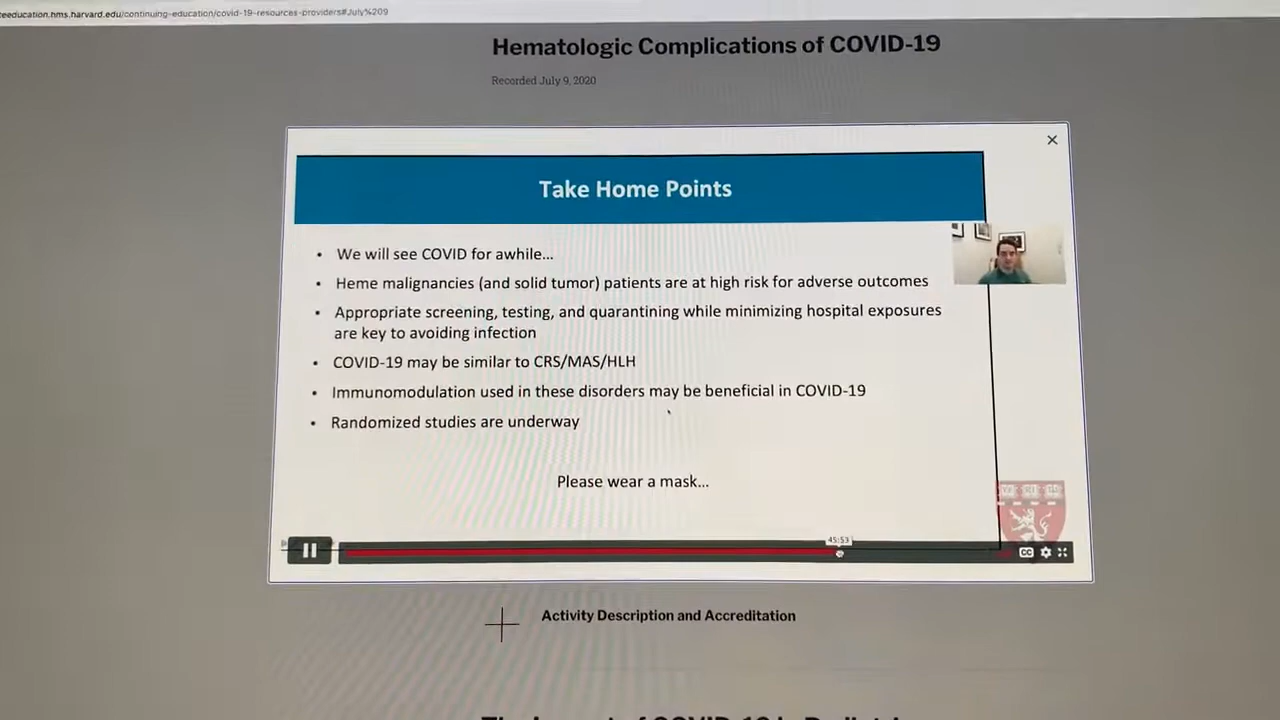 eeducation.hms.harvard.edu/continuing-education/covid-19-resources-providers#July%209
Hematologic Complications of COVID-19
Recorded July 9, 2020
Take Home Points
• We will see COVID for awhile...
• Heme malignancies (and solid tumor) patients are at high risk for adverse outcomes
• Appropriate screening, testing, and quarantining while minimizing hospital exposures
are key to avoiding infection
• COVID-19 may be similar to CRS/MAS/HLH
• Immunomodulation used in these disorders may be beneficial in COVID-19
• Randomized studies are underway
Please wear a mask...
45:53
CC
Activity Description and Accreditation